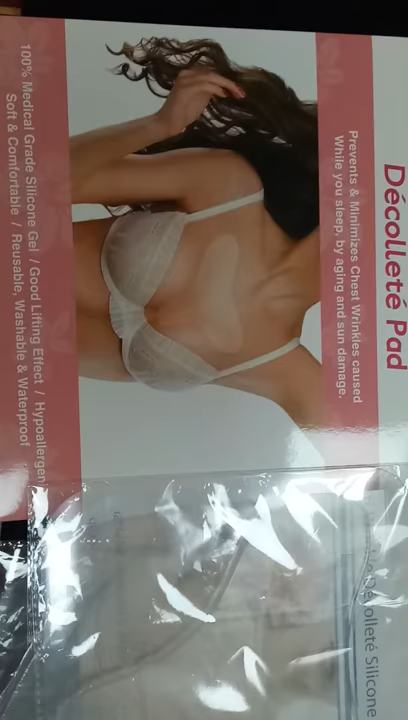 Décolleté Pad
Prevents & Minimizes Chest Wrinkles caused
While you sleep, by aging and sun damage.
100% Medical Grade Silicone Gel / Good Lifting Effect / Hypoallergen
Soft & Comfortable / Reusable, Washable & Waterproof
Décolleté Silicone